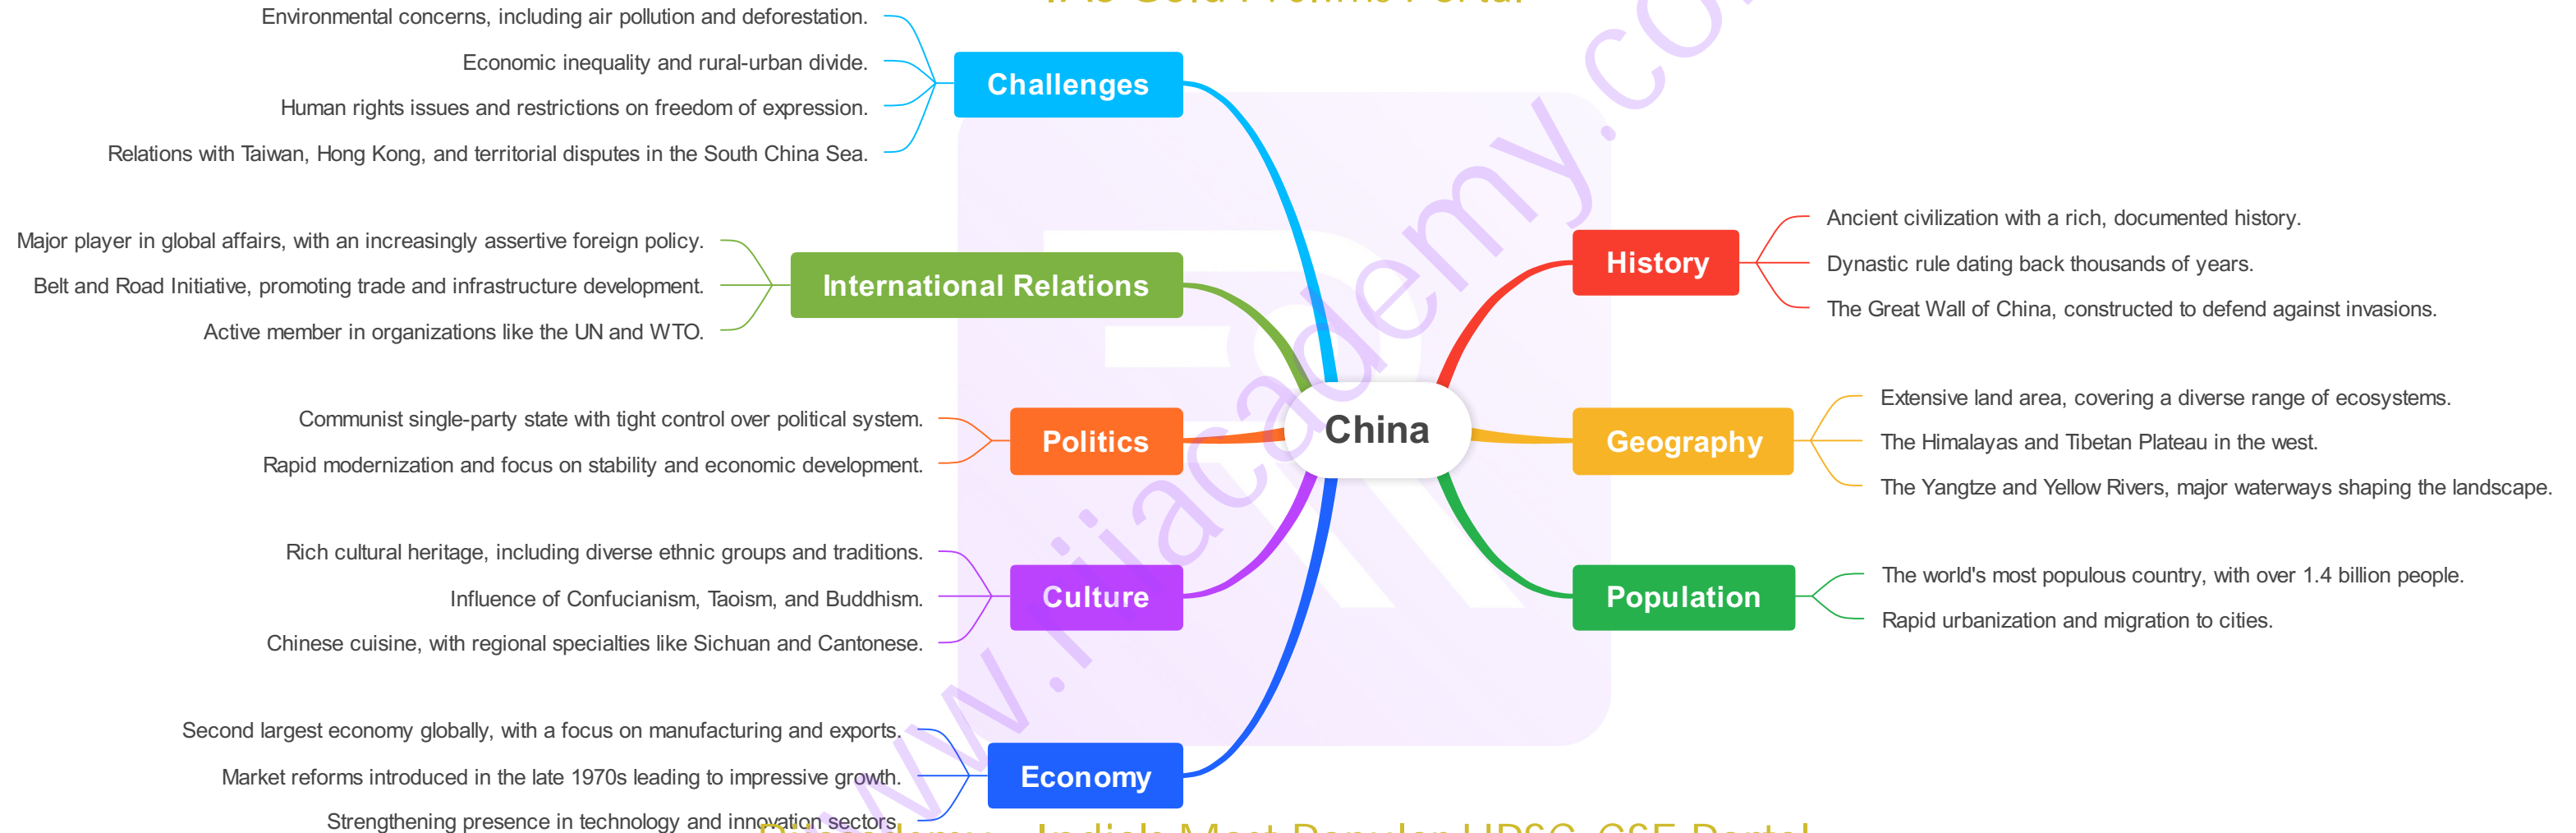 IAS Gold Prelims Portal
Environmental concerns, including air pollution and deforestation.
Economic inequality and rural-urban divide.
Human rights issues and restrictions on freedom of expression.
Relations with Taiwan, Hong Kong, and territorial disputes in the South China Sea.
Challenges
Major player in global affairs, with an increasingly assertive foreign policy.
Belt and Road Initiative, promoting trade and infrastructure development.
Active member in organizations like the UN and WTO.
International Relations
Communist single-party state with tight control over political system.
Rapid modernization and focus on stability and economic development.
Politics
Rich cultural heritage, including diverse ethnic groups and traditions.
Influence of Confucianism, Taoism, and Buddhism.
Chinese cuisine, with regional specialties like Sichuan and Cantonese.
Culture
Second largest economy globally, with a focus on manufacturing and exports.
Market reforms introduced in the late 1970s leading to impressive growth.
Strengthening presence in technology and innovation sectors.
Economy
China
History
Ancient civilization with a rich, documented history.
Dynastic rule dating back thousands of years.
The Great Wall of China, constructed to defend against invasions.
Geography
Extensive land area, covering a diverse range of ecosystems.
The Himalayas and Tibetan Plateau in the west.
The Yangtze and Yellow Rivers, major waterways shaping the landscape.
Population
The world's most populous country, with over 1.4 billion people.
Rapid urbanization and migration to cities.
India's Most Popular UPSC-CSE Portal